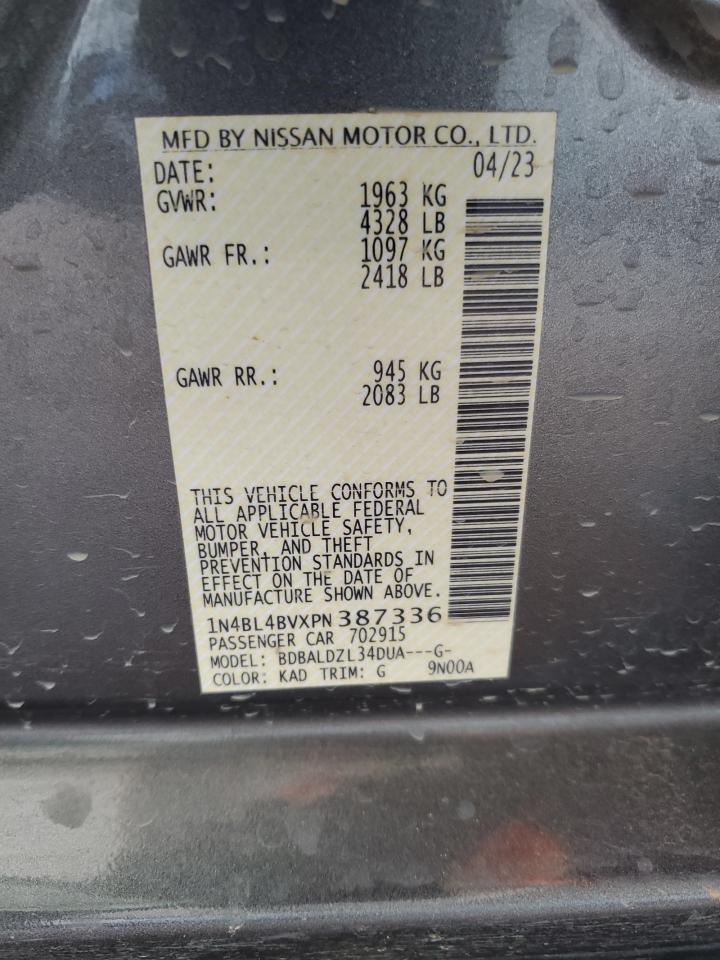 MFD BY NISSAN MOTOR CO., LTD.
DATE: 04/23
GVWR: 1963 KG
4328 LB
GAWR FR.: 1097 KG
2418 LB
GAWR RR.: 945 KG
2083 LB
THIS VEHICLE CONFORMS TO
ALL APPLICABLE FEDERAL
MOTOR VEHICLE SAFETY,
BUMPER, AND THEFT
PREVENTION STANDARDS IN
EFFECT ON THE DATE OF
MANUFACTURE SHOWN ABOVE.
1N4BL4BVXPN387336
PASSENGER CAR 702915
MODEL: BDBALDZL34DUA---G-
COLOR: KAD TRIM: G 9N00A